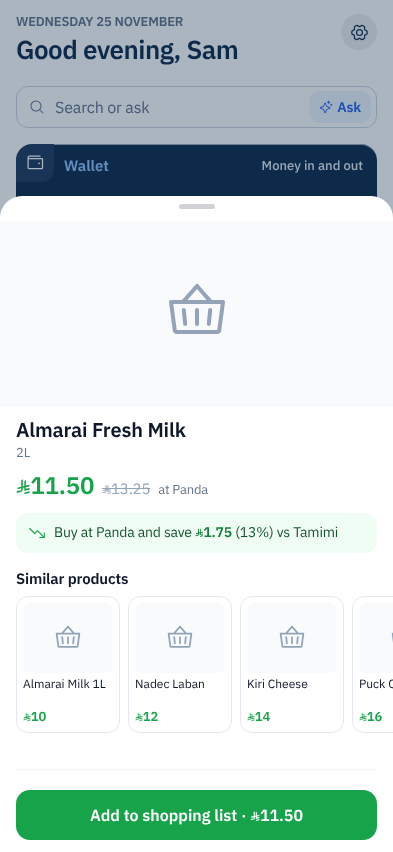 WEDNESDAY 25 NOVEMBER
Good evening, Sam
Search or ask
Ask
Wallet
Money in and out
Almarai Fresh Milk
2L
⃁11.50 ⃁13.25 at Panda
Buy at Panda and save ⃁1.75 (13%) vs Tamimi
Similar products
Almarai Milk 1L
⃁10
Nadec Laban
⃁12
Kiri Cheese
⃁14
Puck
⃁16
Add to shopping list · ⃁11.50